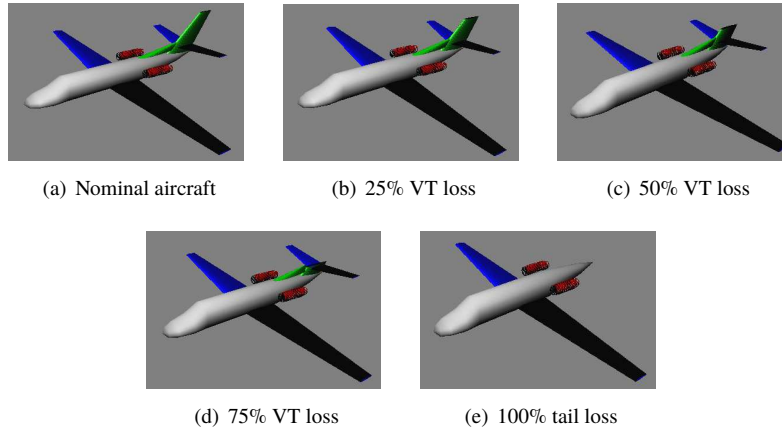 (a) Nominal aircraft
(b) 25% VT loss
(c) 50% VT loss
(d) 75% VT loss
(e) 100% tail loss